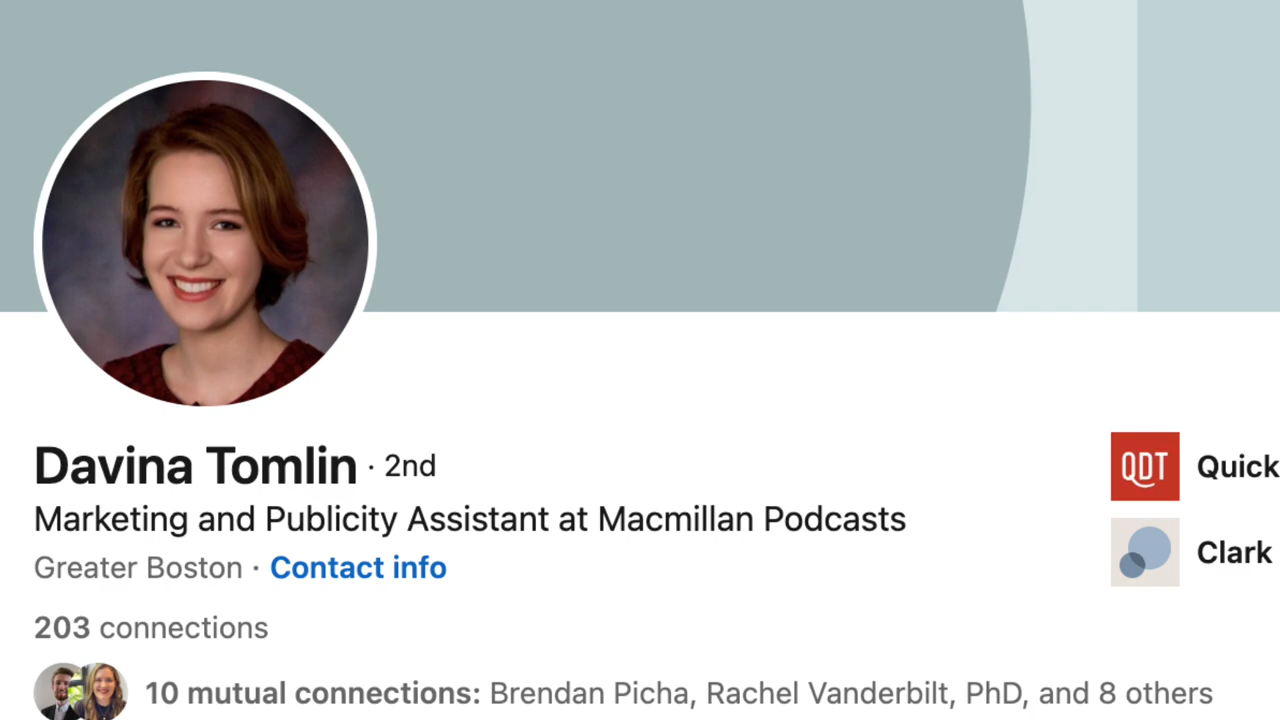 Davina Tomlin · 2nd
Marketing and Publicity Assistant at Macmillan Podcasts
Greater Boston · Contact info
203 connections
10 mutual connections: Brendan Picha, Rachel Vanderbilt, PhD, and 8 others
QDT Quick
Clark